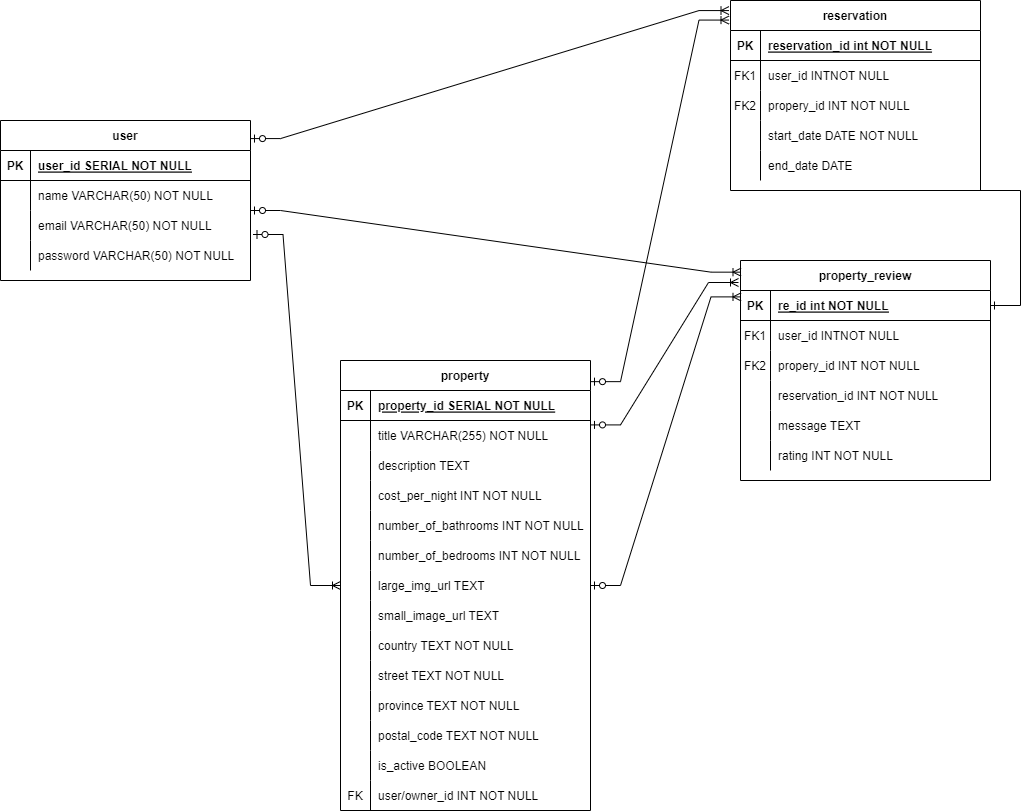 reservation
PK reservation_id int NOT NULL
FK1 user_id INTNOT NULL
FK2 propery_id INT NOT NULL
start_date DATE NOT NULL
end_date DATE
user
PK user_id SERIAL NOT NULL
name VARCHAR(50) NOT NULL
email VARCHAR(50) NOT NULL
password VARCHAR(50) NOT NULL
property_review
PK re_id int NOT NULL
FK1 user_id INTNOT NULL
FK2 propery_id INT NOT NULL
reservation_id INT NOT NULL
message TEXT
rating INT NOT NULL
property
PK property_id SERIAL NOT NULL
title VARCHAR(255) NOT NULL
description TEXT
cost_per_night INT NOT NULL
number_of_bathrooms INT NOT NULL
number_of_bedrooms INT NOT NULL
large_img_url TEXT
small_image_url TEXT
country TEXT NOT NULL
street TEXT NOT NULL
province TEXT NOT NULL
postal_code TEXT NOT NULL
is_active BOOLEAN
FK user/owner_id INT NOT NULL